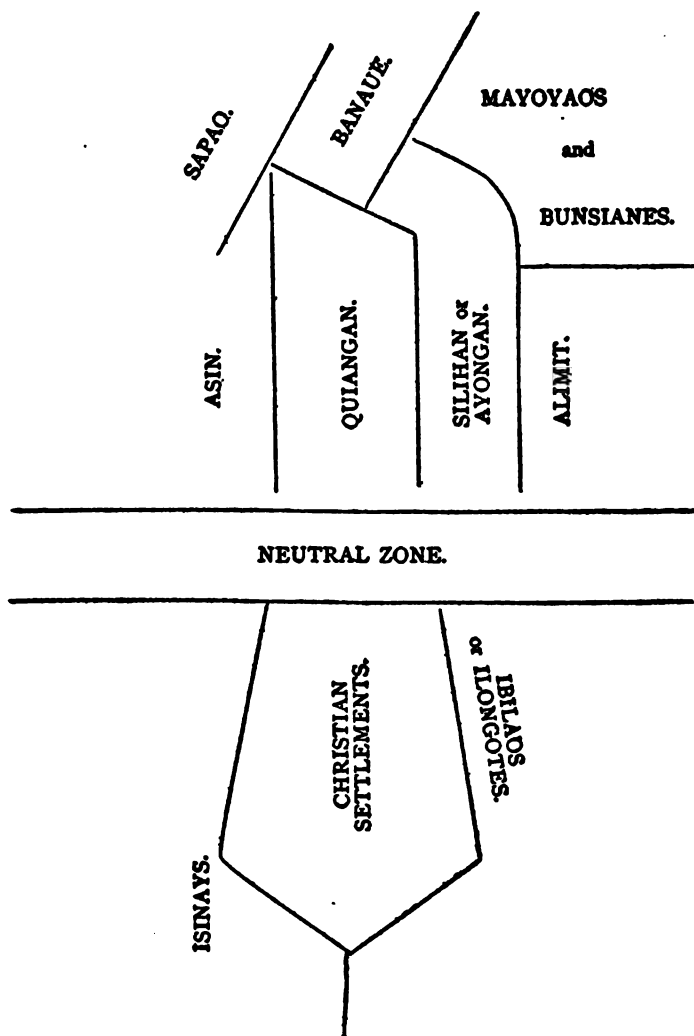 SAPAO.
BANAUE.
MAYOYAOS
and
BUNSIANES.
ASIN.
QUIANGAN.
SILIHAN or
AYONGAN.
ALIMIT.
NEUTRAL ZONE.
CHRISTIAN
SETTLEMENTS.
IBILAOS
or ILONGOTES.
ISINAYS.